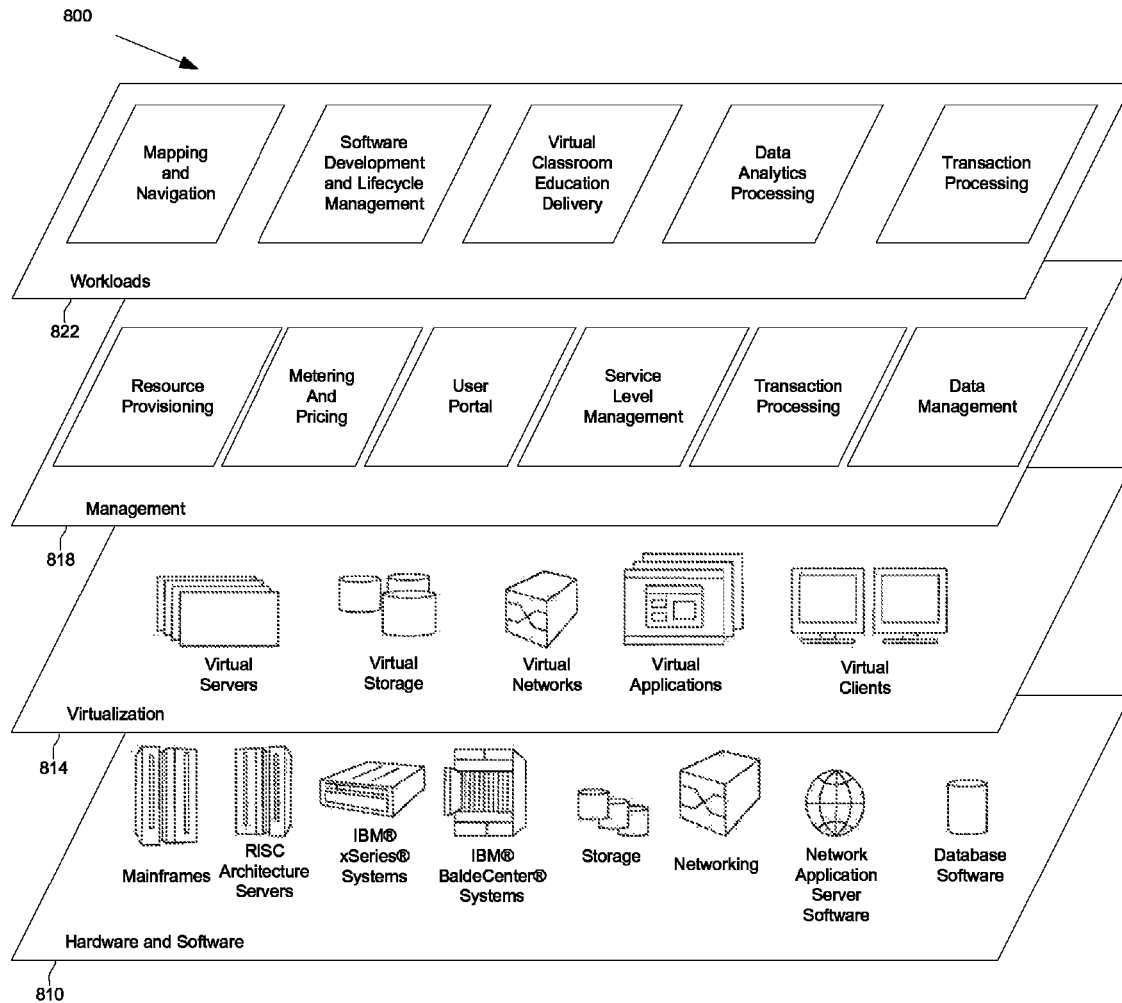 800
Mapping
and
Navigation
Software
Development
and Lifecycle
Management
Virtual
Classroom
Education
Delivery
Data
Analytics
Processing
Transaction
Processing
Workloads
822
Resource
Provisioning
Metering
And
Pricing
User
Portal
Service
Level
Management
Transaction
Processing
Data
Management
Management
818
Virtual
Servers
Virtual
Storage
Virtual
Networks
Virtual
Applications
Virtual
Clients
Virtualization
814
Mainframes
RISC
Architecture
Servers
IBM®
xSeries®
Systems
IBM®
BaldeCenter®
Systems
Storage
Networking
Network
Application
Server
Software
Database
Software
Hardware and Software
810